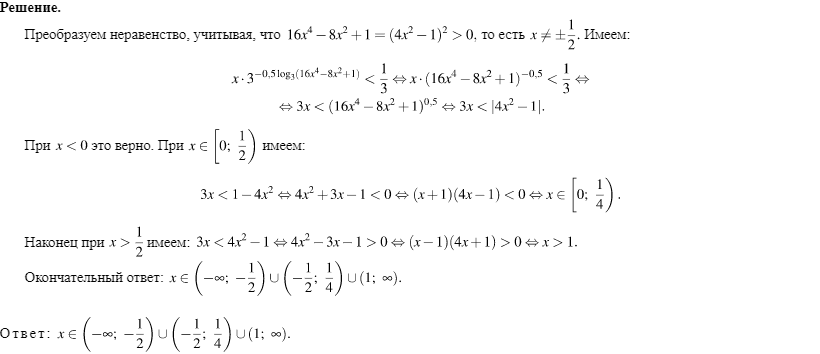 Решение.
Преобразуем неравенство, учитывая, что 16x⁴ − 8x² + 1 = (4x² − 1)² > 0, то есть x ≠ ±1/2. Имеем:
x · 3^(−0,5 log₃(16x⁴−8x²+1)) < 1/3 ⇔ x · (16x⁴ − 8x² + 1)^(−0,5) < 1/3 ⇔
⇔ 3x < (16x⁴ − 8x² + 1)^(0,5) ⇔ 3x < |4x² − 1|.
При x < 0 это верно. При x ∈ [0; 1/2) имеем:
3x < 1 − 4x² ⇔ 4x² + 3x − 1 < 0 ⇔ (x + 1)(4x − 1) < 0 ⇔ x ∈ [0; 1/4).
Наконец при x > 1/2 имеем: 3x < 4x² − 1 ⇔ 4x² − 3x − 1 > 0 ⇔ (x − 1)(4x + 1) > 0 ⇔ x > 1.
Окончательный ответ: x ∈ (−∞; −1/2) ∪ (−1/2; 1/4) ∪ (1; ∞).
Ответ: x ∈ (−∞; −1/2) ∪ (−1/2; 1/4) ∪ (1; ∞).